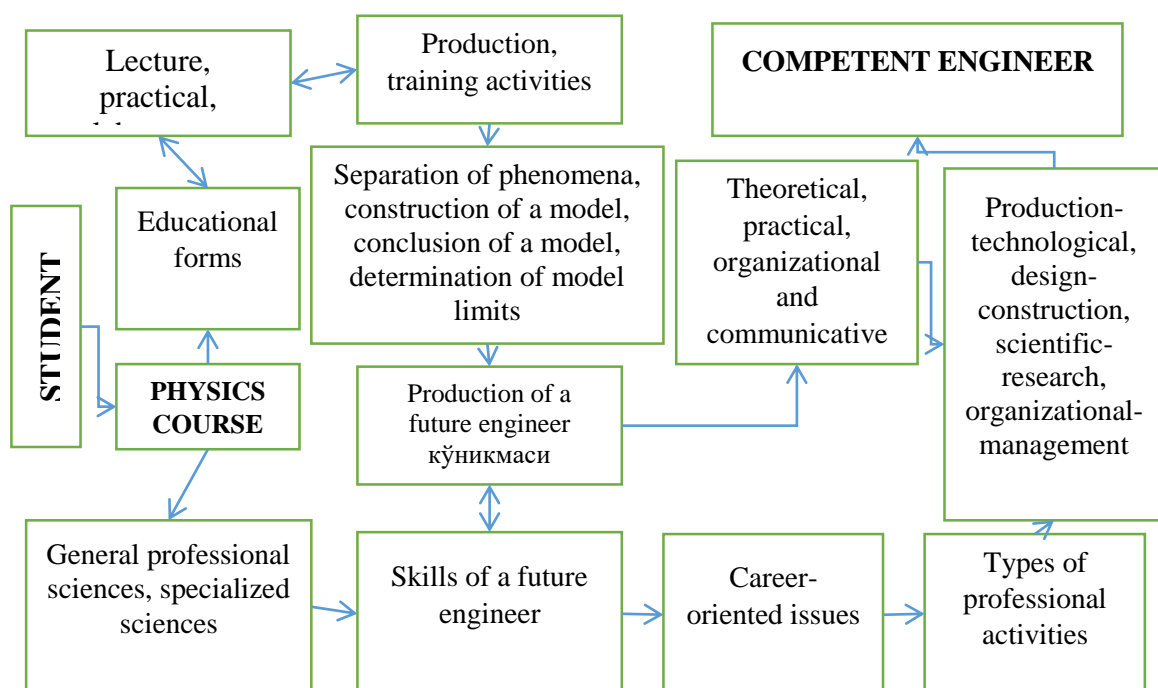 Lecture,
practical,
Production,
training activities
COMPETENT ENGINEER
Separation of phenomena,
construction of a model,
conclusion of a model,
determination of model
limits
Theoretical,
practical,
organizational
and
communicative
Production-
technological,
design-
construction,
scientific-
research,
organizational-
management
Educational
forms
STUDENT
PHYSICS
COURSE
Production of a
future engineer
кўникмаси
General professional
sciences, specialized
sciences
Skills of a future
engineer
Career-
oriented issues
Types of
professional
activities